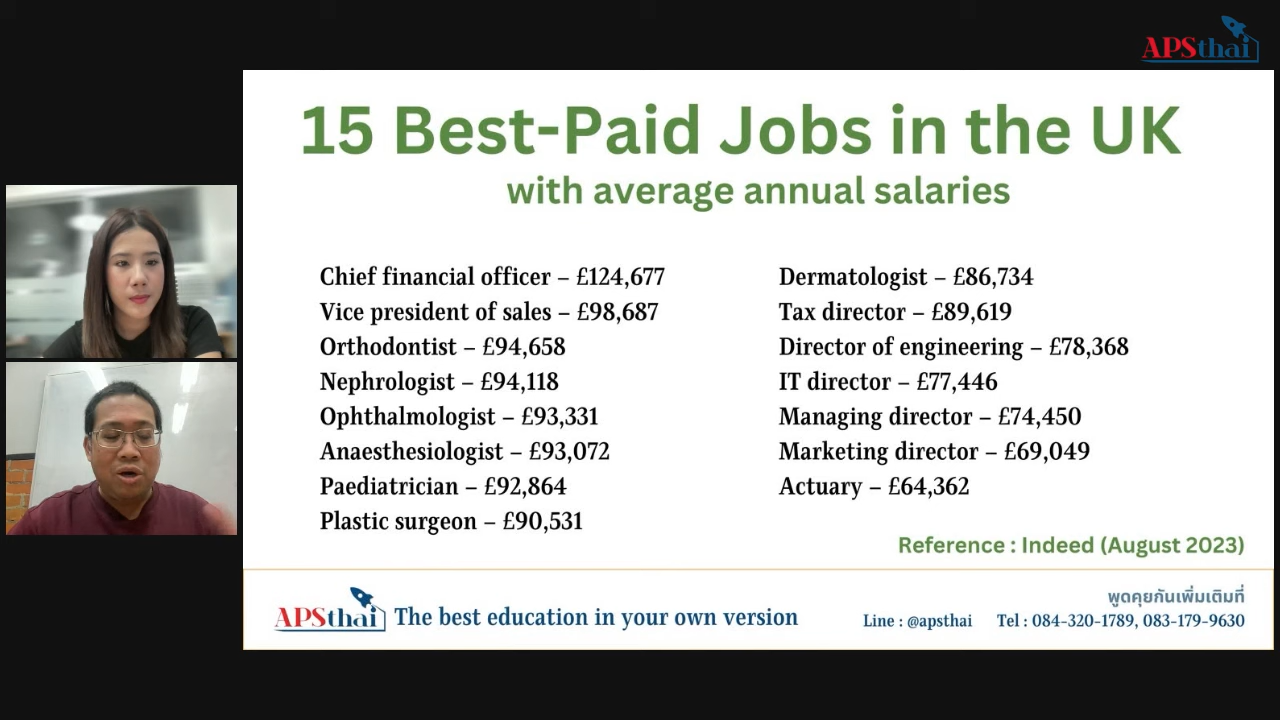 APSthai
15 Best-Paid Jobs in the UK
with average annual salaries
Chief financial officer – £124,677
Vice president of sales – £98,687
Orthodontist – £94,658
Nephrologist – £94,118
Ophthalmologist – £93,331
Anaesthesiologist – £93,072
Paediatrician – £92,864
Plastic surgeon – £90,531
Dermatologist – £86,734
Tax director – £89,619
Director of engineering – £78,368
IT director – £77,446
Managing director – £74,450
Marketing director – £69,049
Actuary – £64,362
Reference : Indeed (August 2023)
APSthai The best education in your own version
พูดคุยกันเพิ่มเติมที่
Line : @apsthai Tel : 084-320-1789, 083-179-9630